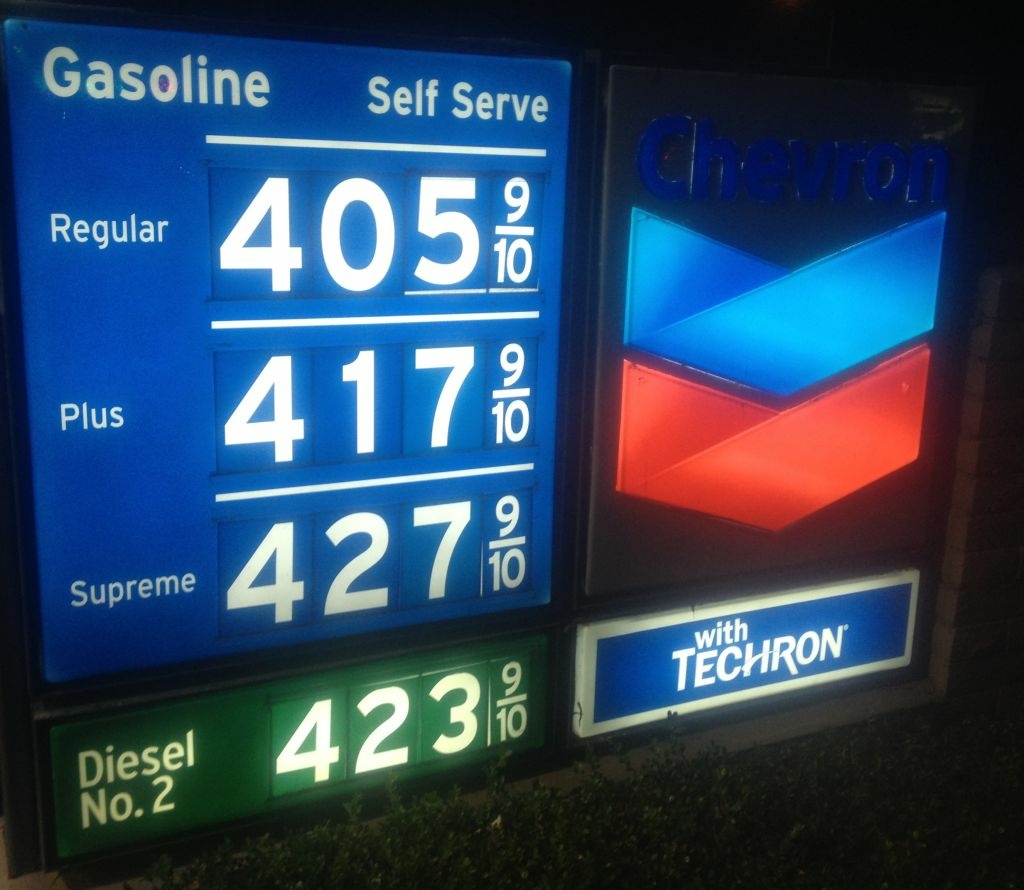 Gasoline Self Serve
Regular 405 9/10
Plus 417 9/10
Supreme 427 9/10
Diesel
No. 2 423 9/10
Chevron
with
TECHRON®